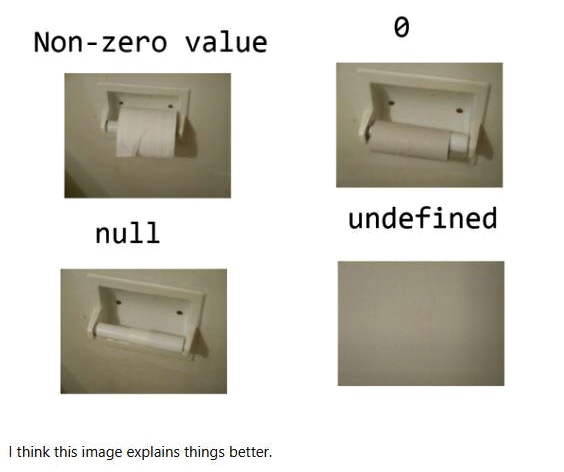 Non-zero value
0
null
undefined
I think this image explains things better.